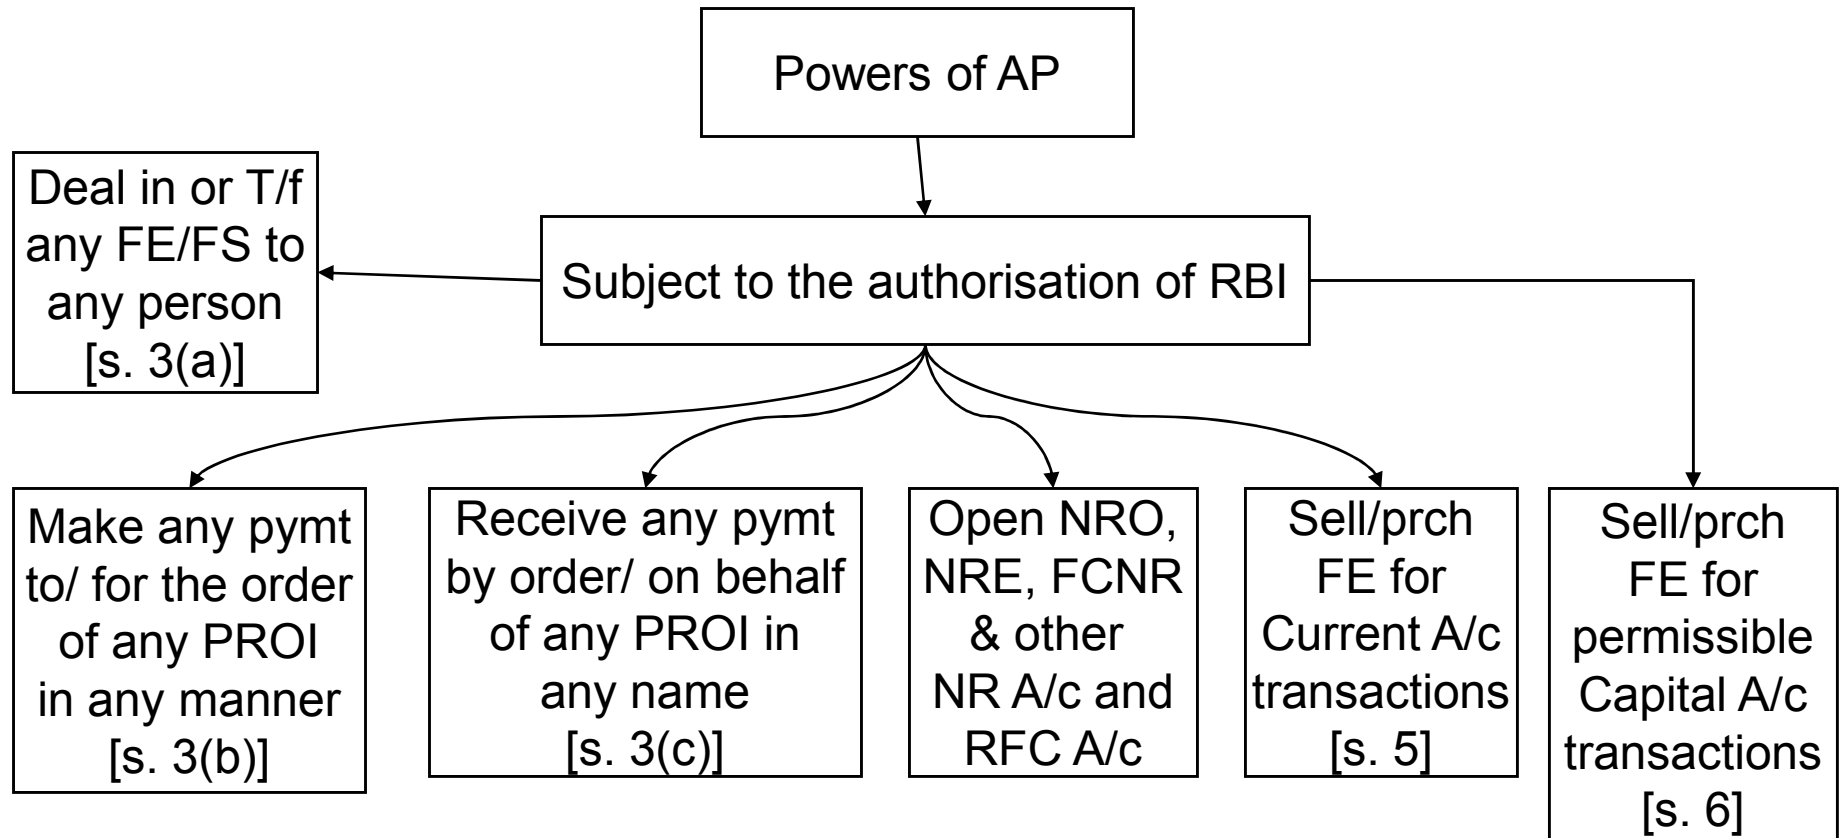 Powers of AP
Deal in or T/f
any FE/FS to
any person
[s. 3(a)]
Subject to the authorisation of RBI
Make any pymt
to/ for the order
of any PROI
in any manner
[s. 3(b)]
Receive any pymt
by order/ on behalf
of any PROI in
any name
[s. 3(c)]
Open NRO,
NRE, FCNR
& other
NR A/c and
RFC A/c
Sell/prch
FE for
Current A/c
transactions
[s. 5]
Sell/prch
FE for
permissible
Capital A/c
transactions
[s. 6]